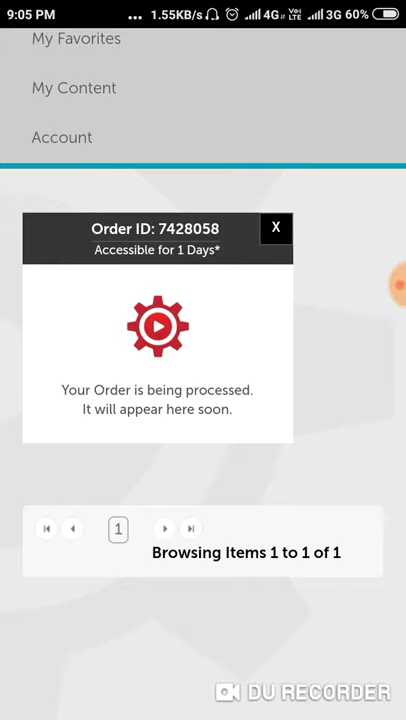 9:05 PM ... 1.55KB/s 4G VoLTE 3G 60%
My Favorites
My Content
Account
Order ID: 7428058 X
Accessible for 1 Days*
Your Order is being processed.
It will appear here soon.
1
Browsing Items 1 to 1 of 1
DU RECORDER